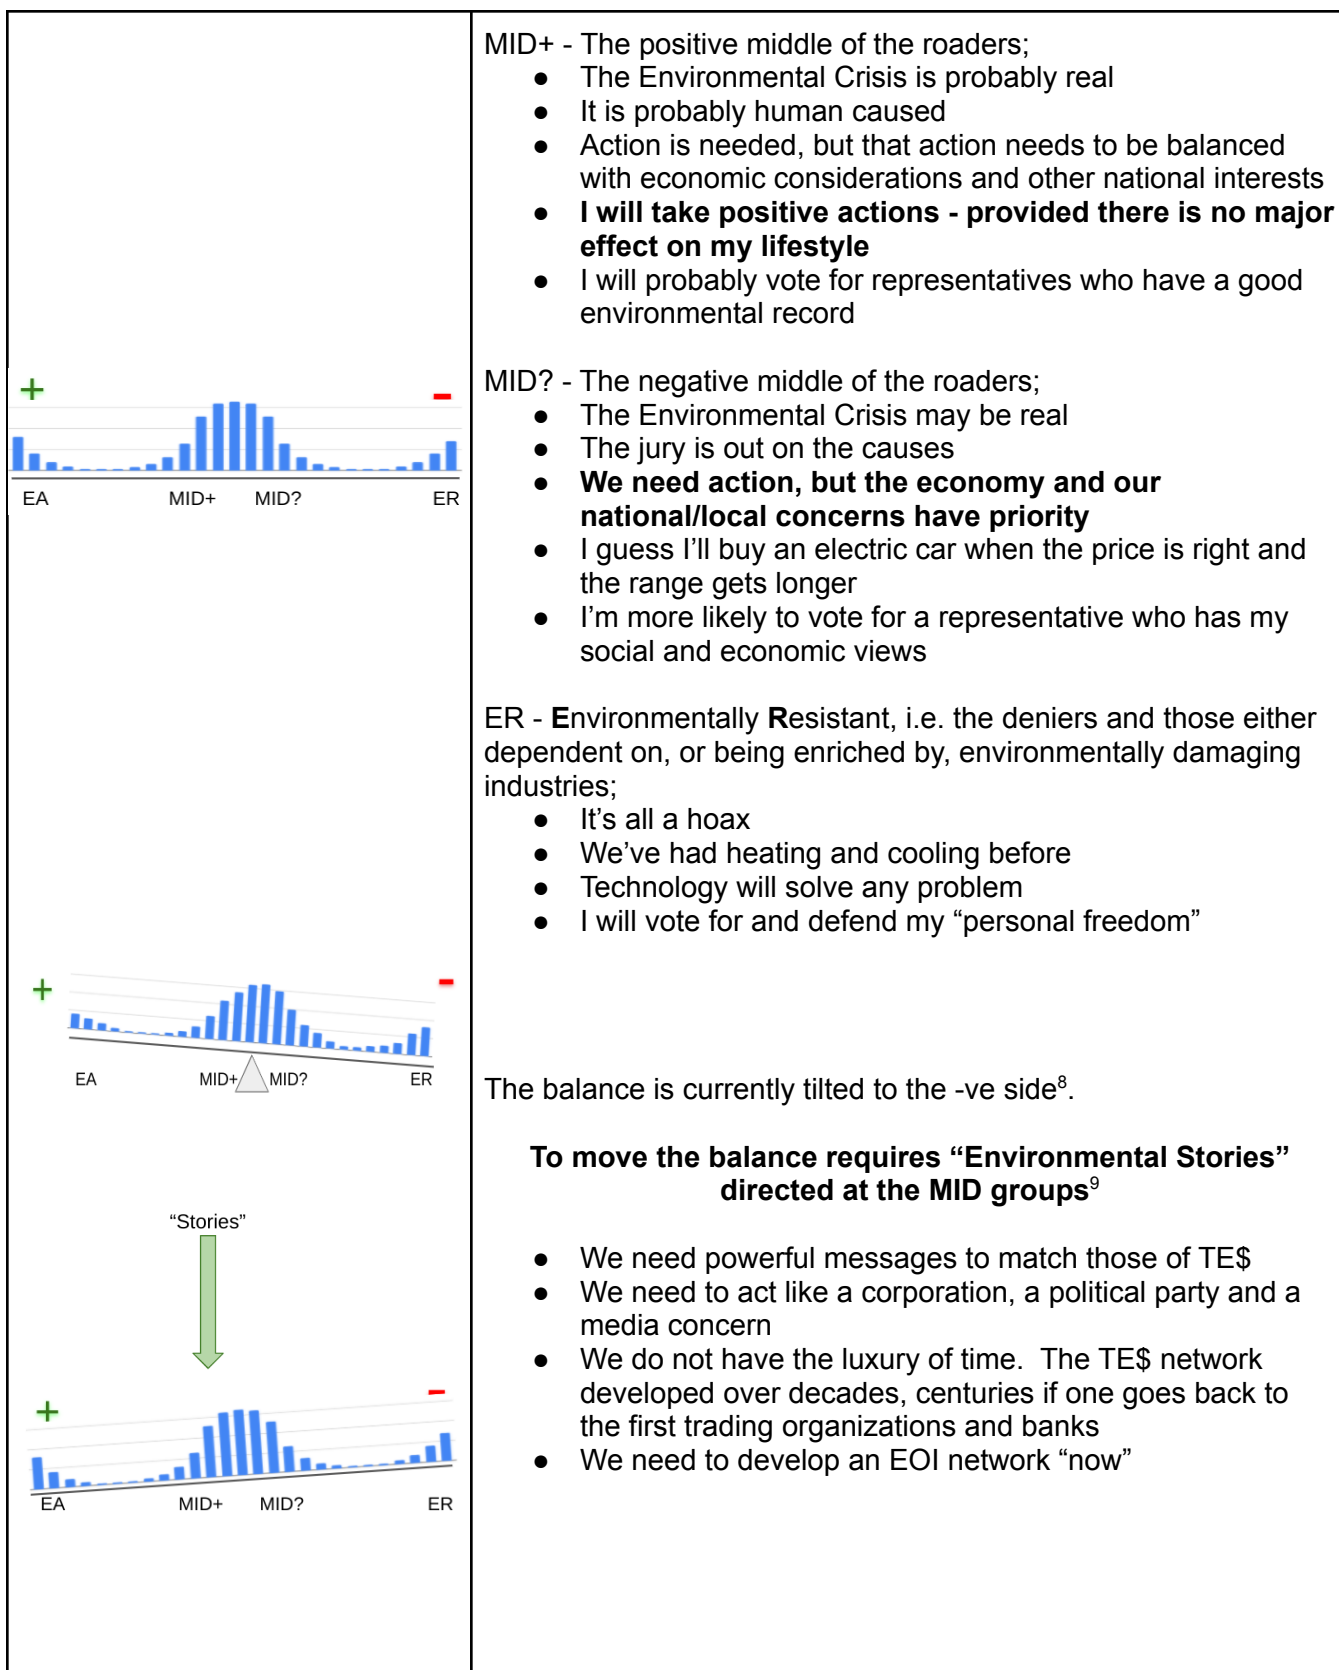 MID+ - The positive middle of the roaders;
● The Environmental Crisis is probably real
● It is probably human caused
● Action is needed, but that action needs to be balanced
with economic considerations and other national interests
● I will take positive actions - provided there is no major
effect on my lifestyle
● I will probably vote for representatives who have a good
environmental record
+ -
EA MID+ MID? ER
MID? - The negative middle of the roaders;
● The Environmental Crisis may be real
● The jury is out on the causes
● We need action, but the economy and our
national/local concerns have priority
● I guess I’ll buy an electric car when the price is right and
the range gets longer
● I’m more likely to vote for a representative who has my
social and economic views
ER - Environmentally Resistant, i.e. the deniers and those either
dependent on, or being enriched by, environmentally damaging
industries;
● It’s all a hoax
● We’ve had heating and cooling before
● Technology will solve any problem
● I will vote for and defend my “personal freedom”
+ -
EA MID+ MID? ER
The balance is currently tilted to the -ve side⁸.
To move the balance requires “Environmental Stories”
directed at the MID groups⁹
“Stories”
● We need powerful messages to match those of TE$
● We need to act like a corporation, a political party and a
media concern
● We do not have the luxury of time.  The TE$ network
developed over decades, centuries if one goes back to
the first trading organizations and banks
● We need to develop an EOI network “now”
+ -
EA MID+ MID? ER